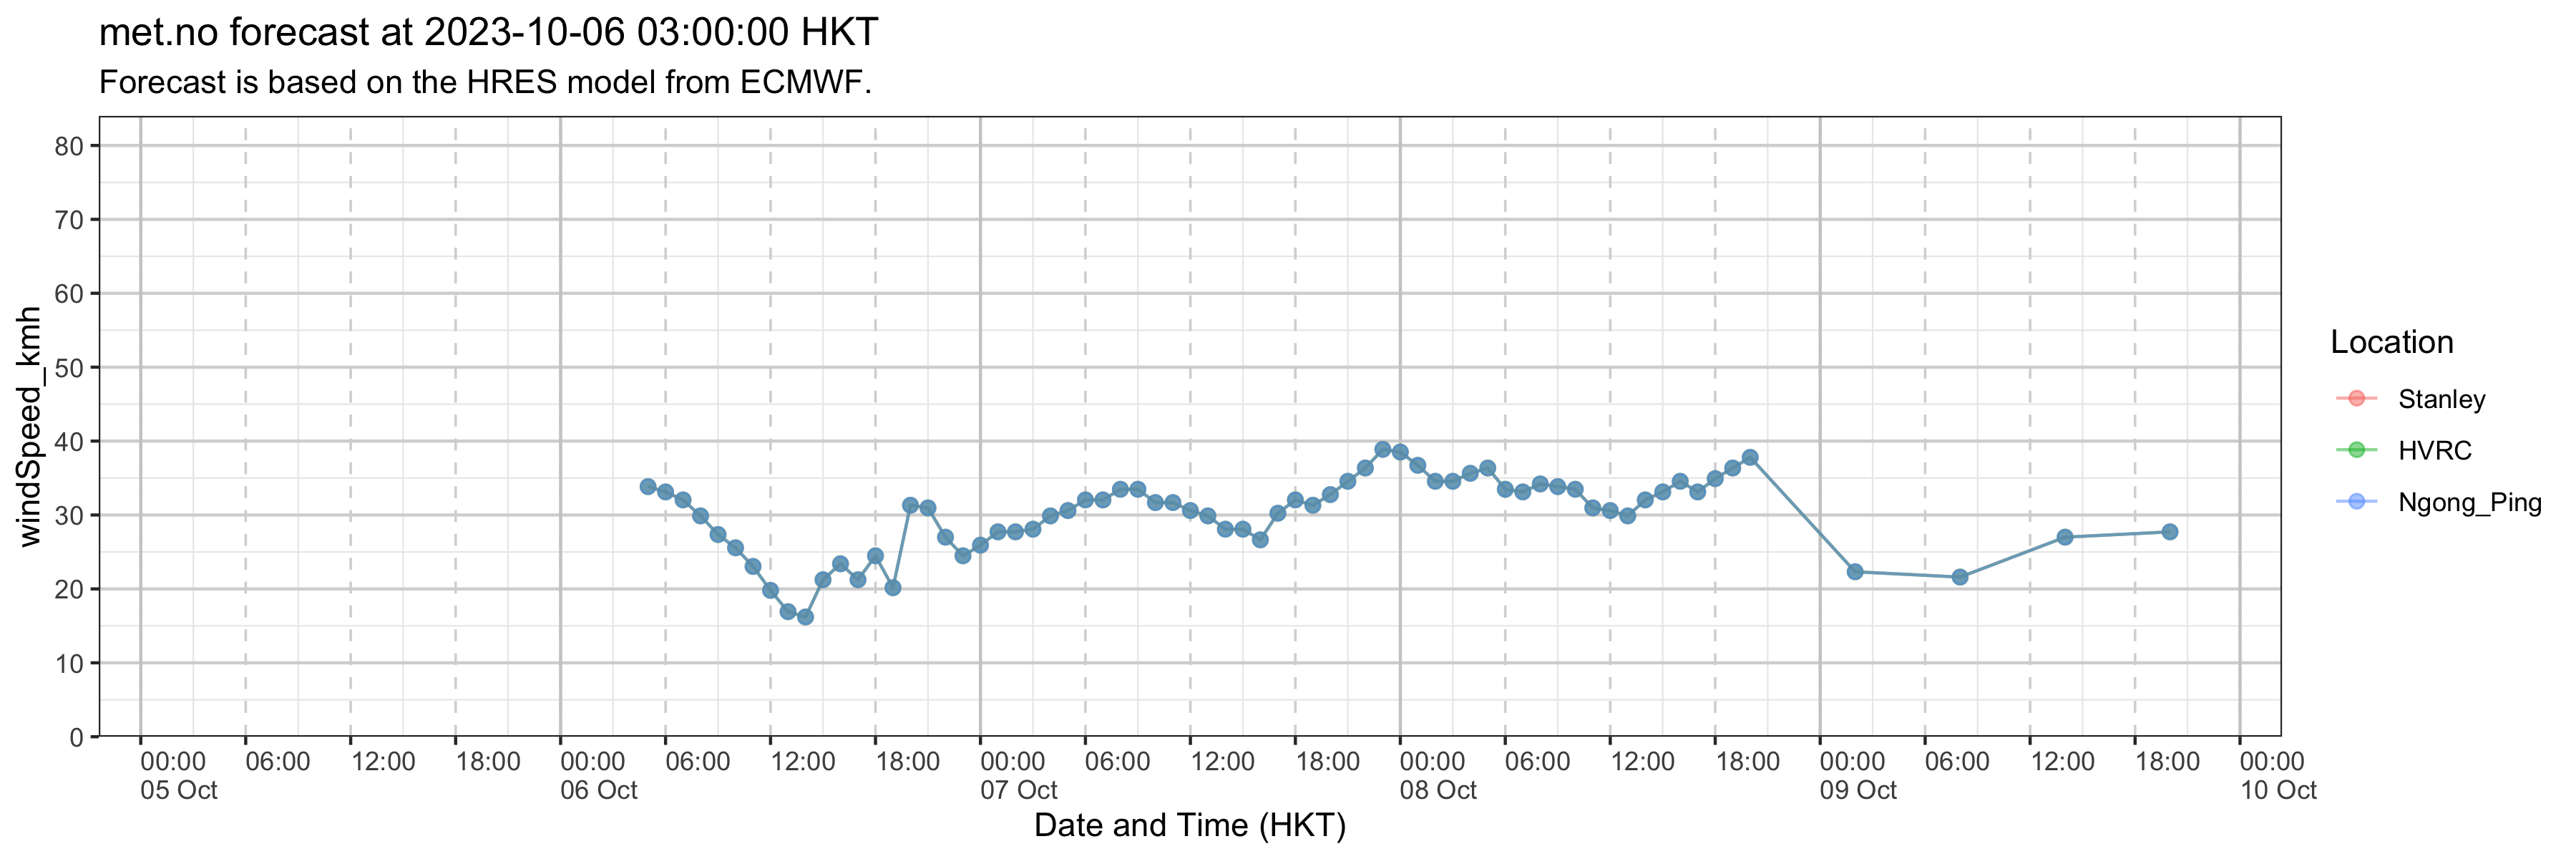 met.no forecast at 2023-10-06 03:00:00 HKT
Forecast is based on the HRES model from ECMWF.
windSpeed_kmh
80
70
60
50
40
30
20
10
0
00:00 06:00 12:00 18:00 00:00 06:00 12:00 18:00 00:00 06:00 12:00 18:00 00:00 06:00 12:00 18:00 00:00 06:00 12:00 18:00 00:00
05 Oct 06 Oct 07 Oct 08 Oct 09 Oct 10 Oct
Date and Time (HKT)
Location
Stanley
HVRC
Ngong_Ping